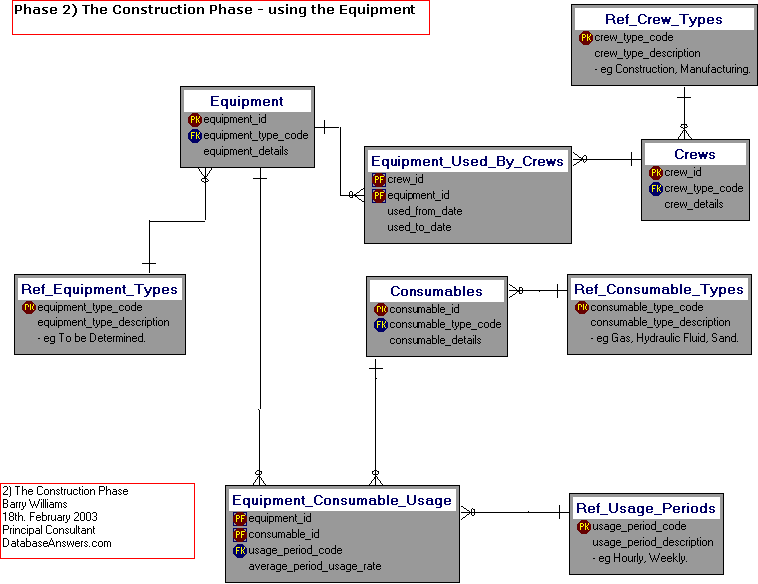 Phase 2) The Construction Phase - using the Equipment
Ref_Crew_Types
PK crew_type_code
crew_type_description
- eg Construction, Manufacturing.
Equipment
PK equipment_id
FK equipment_type_code
equipment_details
Equipment_Used_By_Crews
PF crew_id
PF equipment_id
used_from_date
used_to_date
Crews
PK crew_id
FK crew_type_code
crew_details
Ref_Equipment_Types
PK equipment_type_code
equipment_type_description
- eg To be Determined.
Consumables
PK consumable_id
FK consumable_type_code
consumable_details
Ref_Consumable_Types
PK consumable_type_code
consumable_type_description
- eg Gas, Hydraulic Fluid, Sand.
2) The Construction Phase
Barry Williams
18th. February 2003
Principal Consultant
DatabaseAnswers.com
Equipment_Consumable_Usage
PF equipment_id
PF consumable_id
FK usage_period_code
average_period_usage_rate
Ref_Usage_Periods
PK usage_period_code
usage_period_description
- eg Hourly, Weekly.